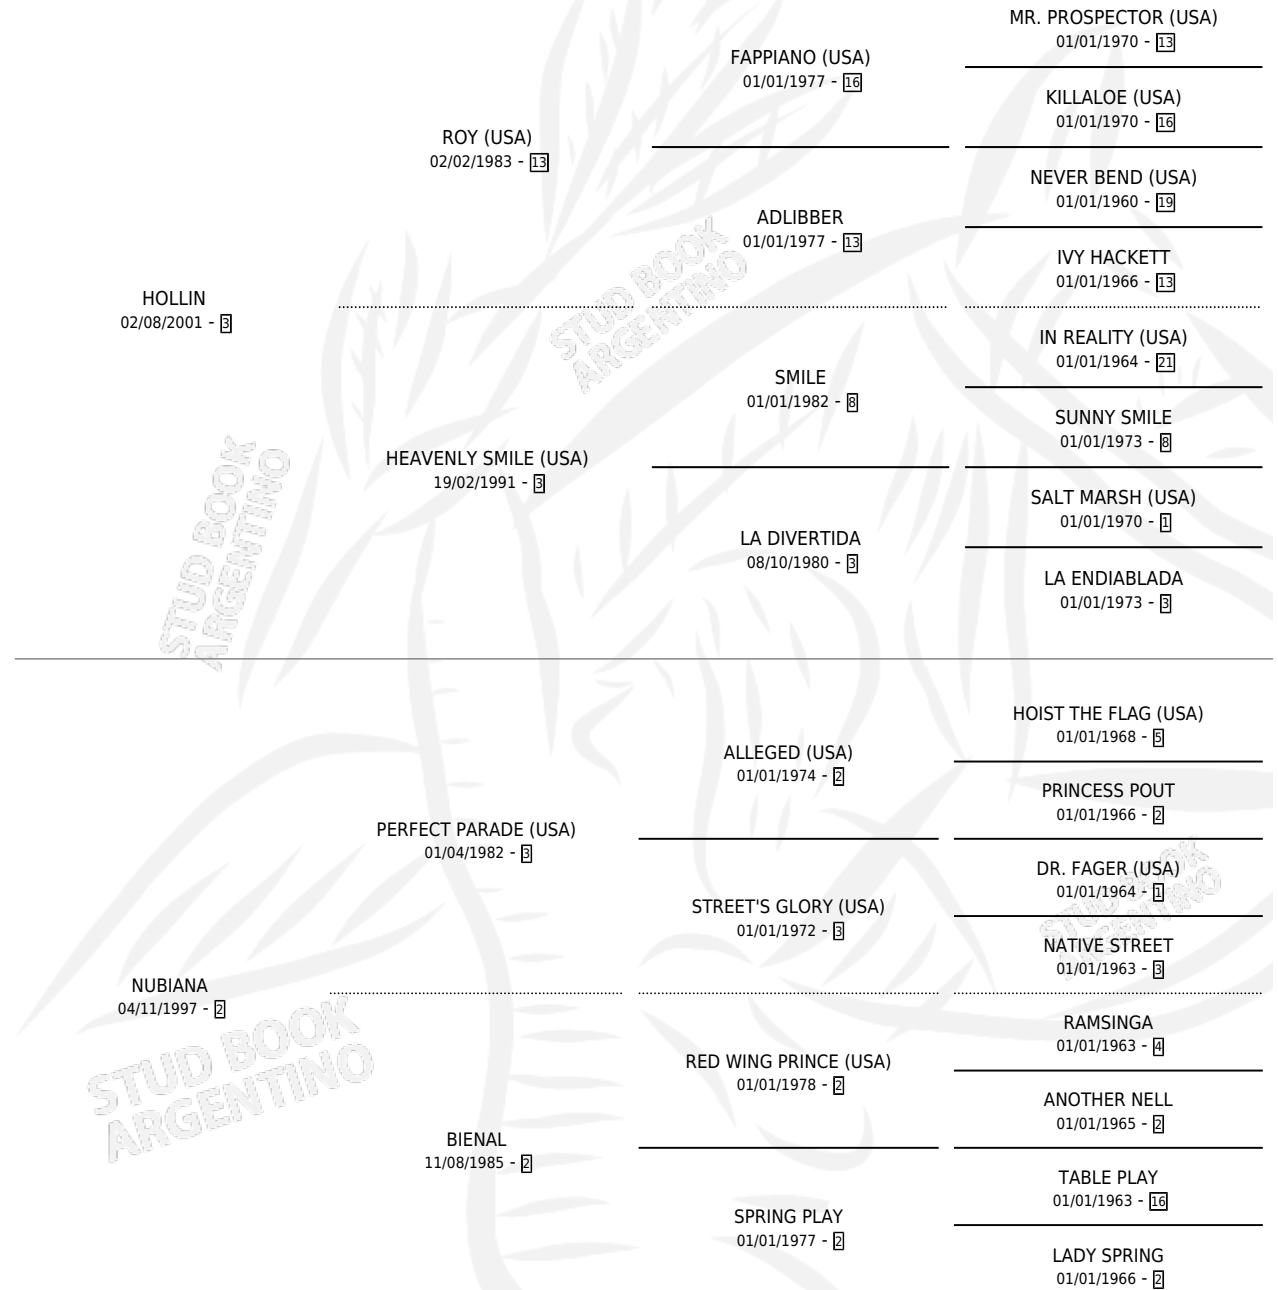 MR. PROSPECTOR (USA)
01/01/1970 - 13
FAPPIANO (USA)
01/01/1977 - 16
KILLALOE (USA)
01/01/1970 - 16
ROY (USA)
02/02/1983 - 13
NEVER BEND (USA)
01/01/1960 - 19
ADLIBBER
01/01/1977 - 13
IVY HACKETT
01/01/1966 - 13
HOLLIN
02/08/2001 - 3
IN REALITY (USA)
01/01/1964 - 21
SMILE
01/01/1982 - 8
SUNNY SMILE
01/01/1973 - 8
HEAVENLY SMILE (USA)
19/02/1991 - 3
SALT MARSH (USA)
01/01/1970 - 1
LA DIVERTIDA
08/10/1980 - 3
LA ENDIABLADA
01/01/1973 - 3
HOIST THE FLAG (USA)
01/01/1968 - 5
ALLEGED (USA)
01/01/1974 - 2
PRINCESS POUT
01/01/1966 - 2
PERFECT PARADE (USA)
01/04/1982 - 3
DR. FAGER (USA)
01/01/1964 - 1
STREET'S GLORY (USA)
01/01/1972 - 3
NATIVE STREET
01/01/1963 - 3
NUBIANA
04/11/1997 - 2
RAMSINGA
01/01/1963 - 4
RED WING PRINCE (USA)
01/01/1978 - 2
ANOTHER NELL
01/01/1965 - 2
BIENAL
11/08/1985 - 2
TABLE PLAY
01/01/1963 - 16
SPRING PLAY
01/01/1977 - 2
LADY SPRING
01/01/1966 - 2
STUD BOOK
ARGENTINO
STUD BOOK
ARGENTINO
STUD BOOK
ARGENTINO
STUD BOOK
ARGENTINO